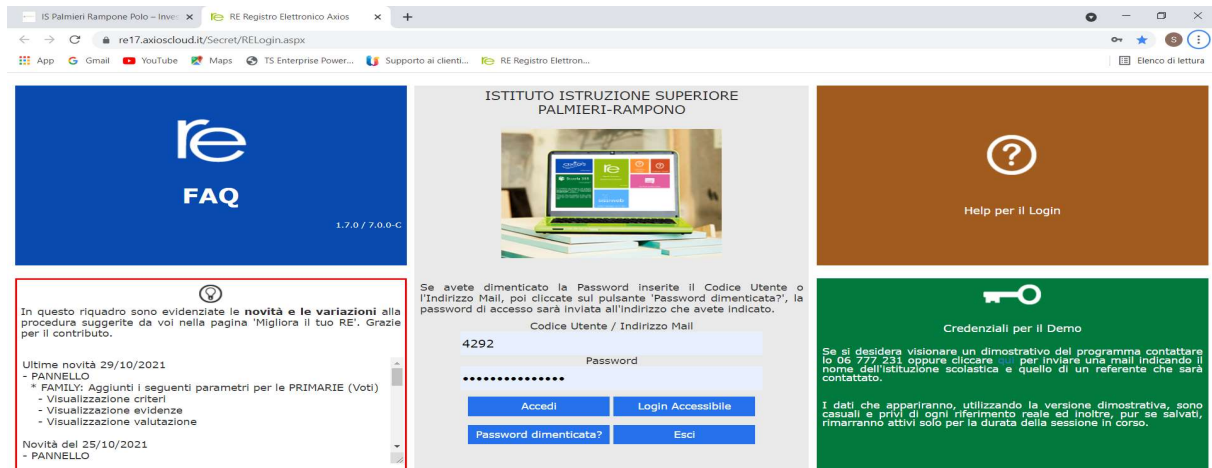 IS Palmieri Rampone Polo – Inve
RE Registro Elettronico Axios
re17.axioscloud.it/Secret/RELogin.aspx
App
Gmail
YouTube
Maps
TS Enterprise Power...
Supporto ai clienti...
RE Registro Elettron...
Elenco di lettura
S
re
FAQ
1.7.0 / 7.0.0-C
In questo riquadro sono evidenziate le novità e le variazioni alla
procedura suggerite da voi nella pagina 'Migliora il tuo RE'. Grazie
per il contributo.
Ultime novità 29/10/2021
- PANNELLO
* FAMILY: Aggiunti i seguenti parametri per le PRIMARIE (Voti)
- Visualizzazione criteri
- Visualizzazione evidenze
- Visualizzazione valutazione
Novità del 25/10/2021
- PANNELLO
ISTITUTO ISTRUZIONE SUPERIORE
PALMIERI-RAMPONO
axios
re
Se avete dimenticato la Password inserite il Codice Utente o
l'Indirizzo Mail, poi cliccate sul pulsante 'Password dimenticata?', la
password di accesso sarà inviata all'indirizzo che avete indicato.
Codice Utente / Indirizzo Mail
4292
Password
•••••••••••••••
Accedi
Login Accessibile
Password dimenticata?
Esci
?
Help per il Login
Credenziali per il Demo
Se si desidera visionare un dimostrativo del programma contattare
lo 06 777 231 oppure cliccare qui per inviare una mail indicando il
nome dell'istituzione scolastica e quello di un referente che sarà
contattato.
I dati che appariranno, utilizzando la versione dimostrativa, sono
casuali e privi di ogni riferimento reale ed inoltre, pur se salvati,
rimarranno attivi solo per la durata della sessione in corso.